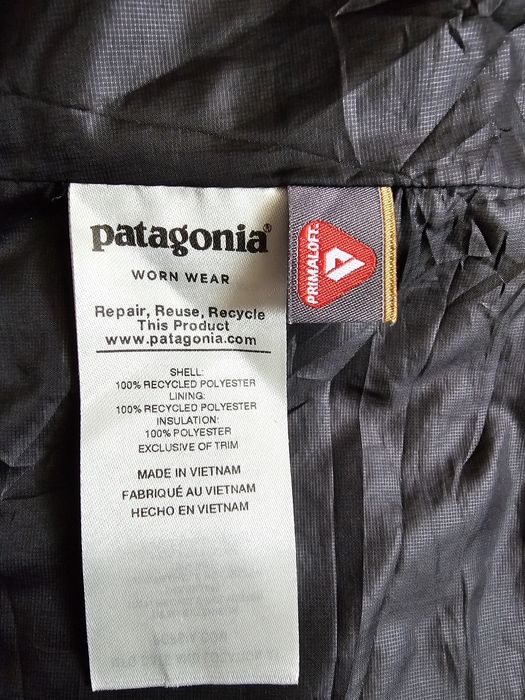 patagonia®
WORN WEAR
Repair, Reuse, Recycle
This Product
www.patagonia.com
SHELL:
100% RECYCLED POLYESTER
LINING:
100% RECYCLED POLYESTER
INSULATION:
100% POLYESTER
EXCLUSIVE OF TRIM
MADE IN VIETNAM
FABRIQUÉ AU VIETNAM
HECHO EN VIETNAM
PRIMALOFT